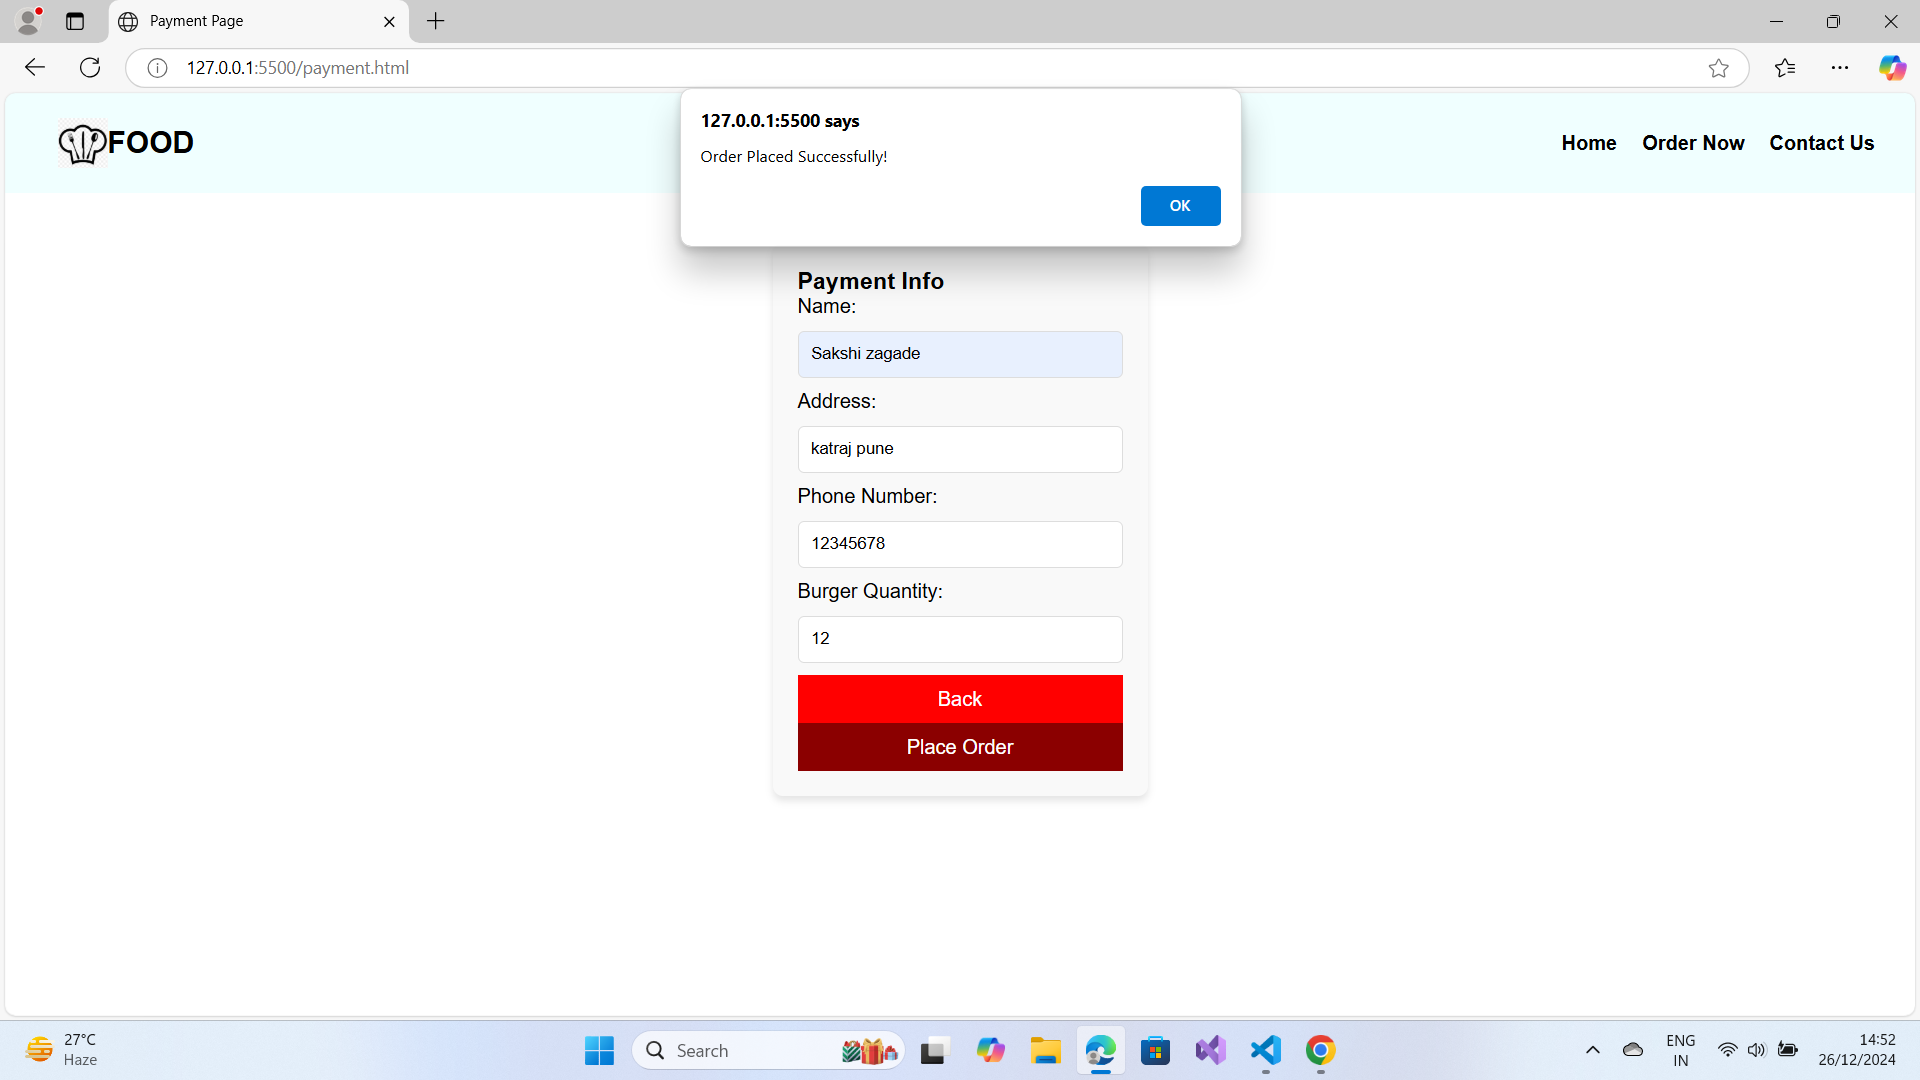 Payment Page
127.0.0.1:5500/payment.html
FOOD
Home Order Now Contact Us
127.0.0.1:5500 says
Order Placed Successfully!
OK
Payment Info
Name:
Sakshi zagade
Address:
katraj pune
Phone Number:
12345678
Burger Quantity:
12
Back
Place Order
27°C
Haze
Search
ENG
IN
14:52
26/12/2024